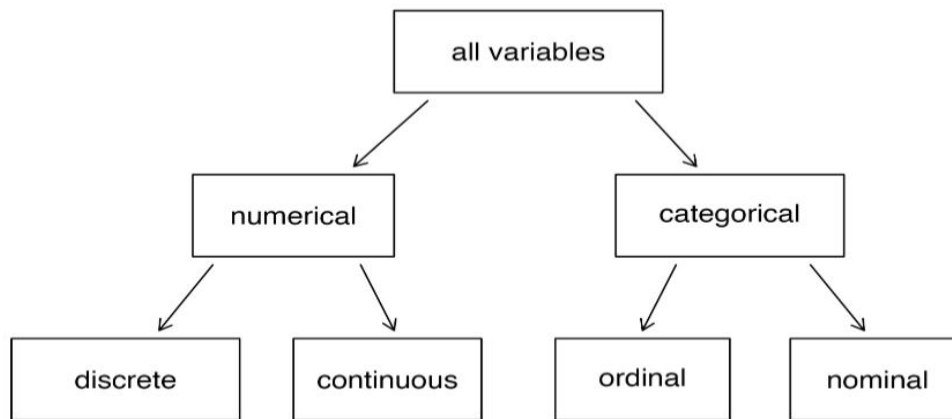 all variables
numerical
categorical
discrete
continuous
ordinal
nominal